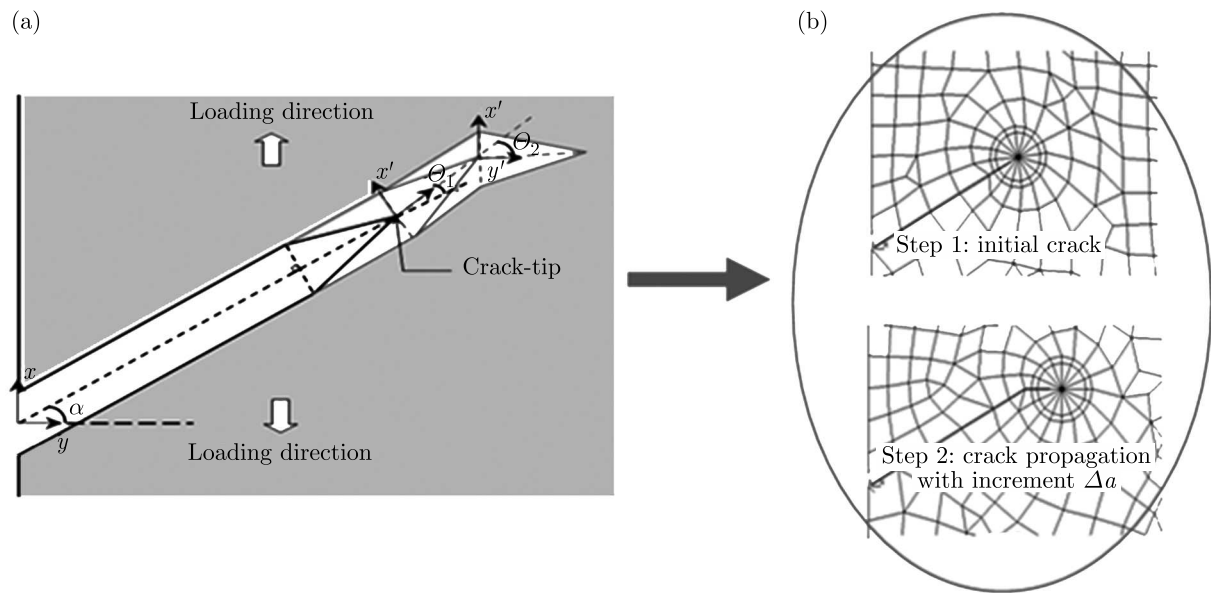 (a)
(b)
Loading direction
x′
Θ2
y′
x′
Θ1
Crack-tip
x
α
y
Loading direction
Step 1: initial crack
Step 2: crack propagation
with increment Δa